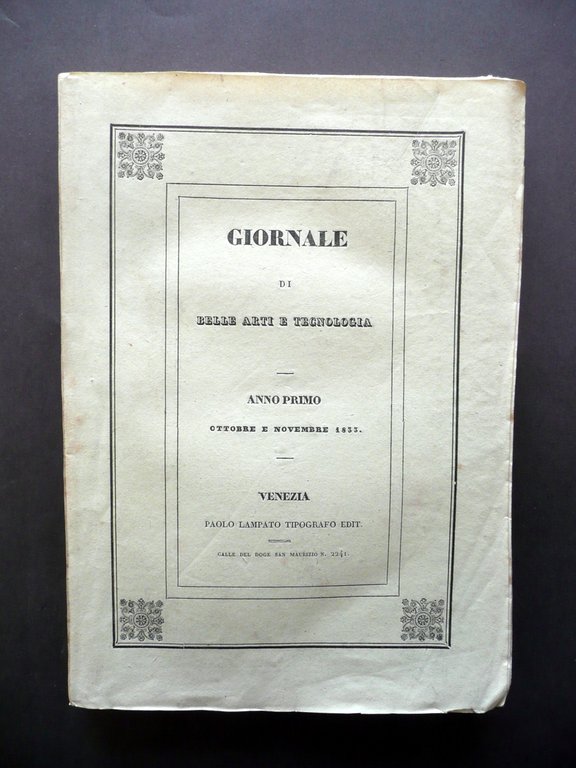 GIORNALE
DI
BELLE ARTI E TECNOLOGIA
ANNO PRIMO
OTTOBRE E NOVEMBRE 1833.
VENEZIA
PAOLO LAMPATO TIPOGRAFO EDIT.
CALLE DEL DOGE SAN MAURIZIO N. 2241.